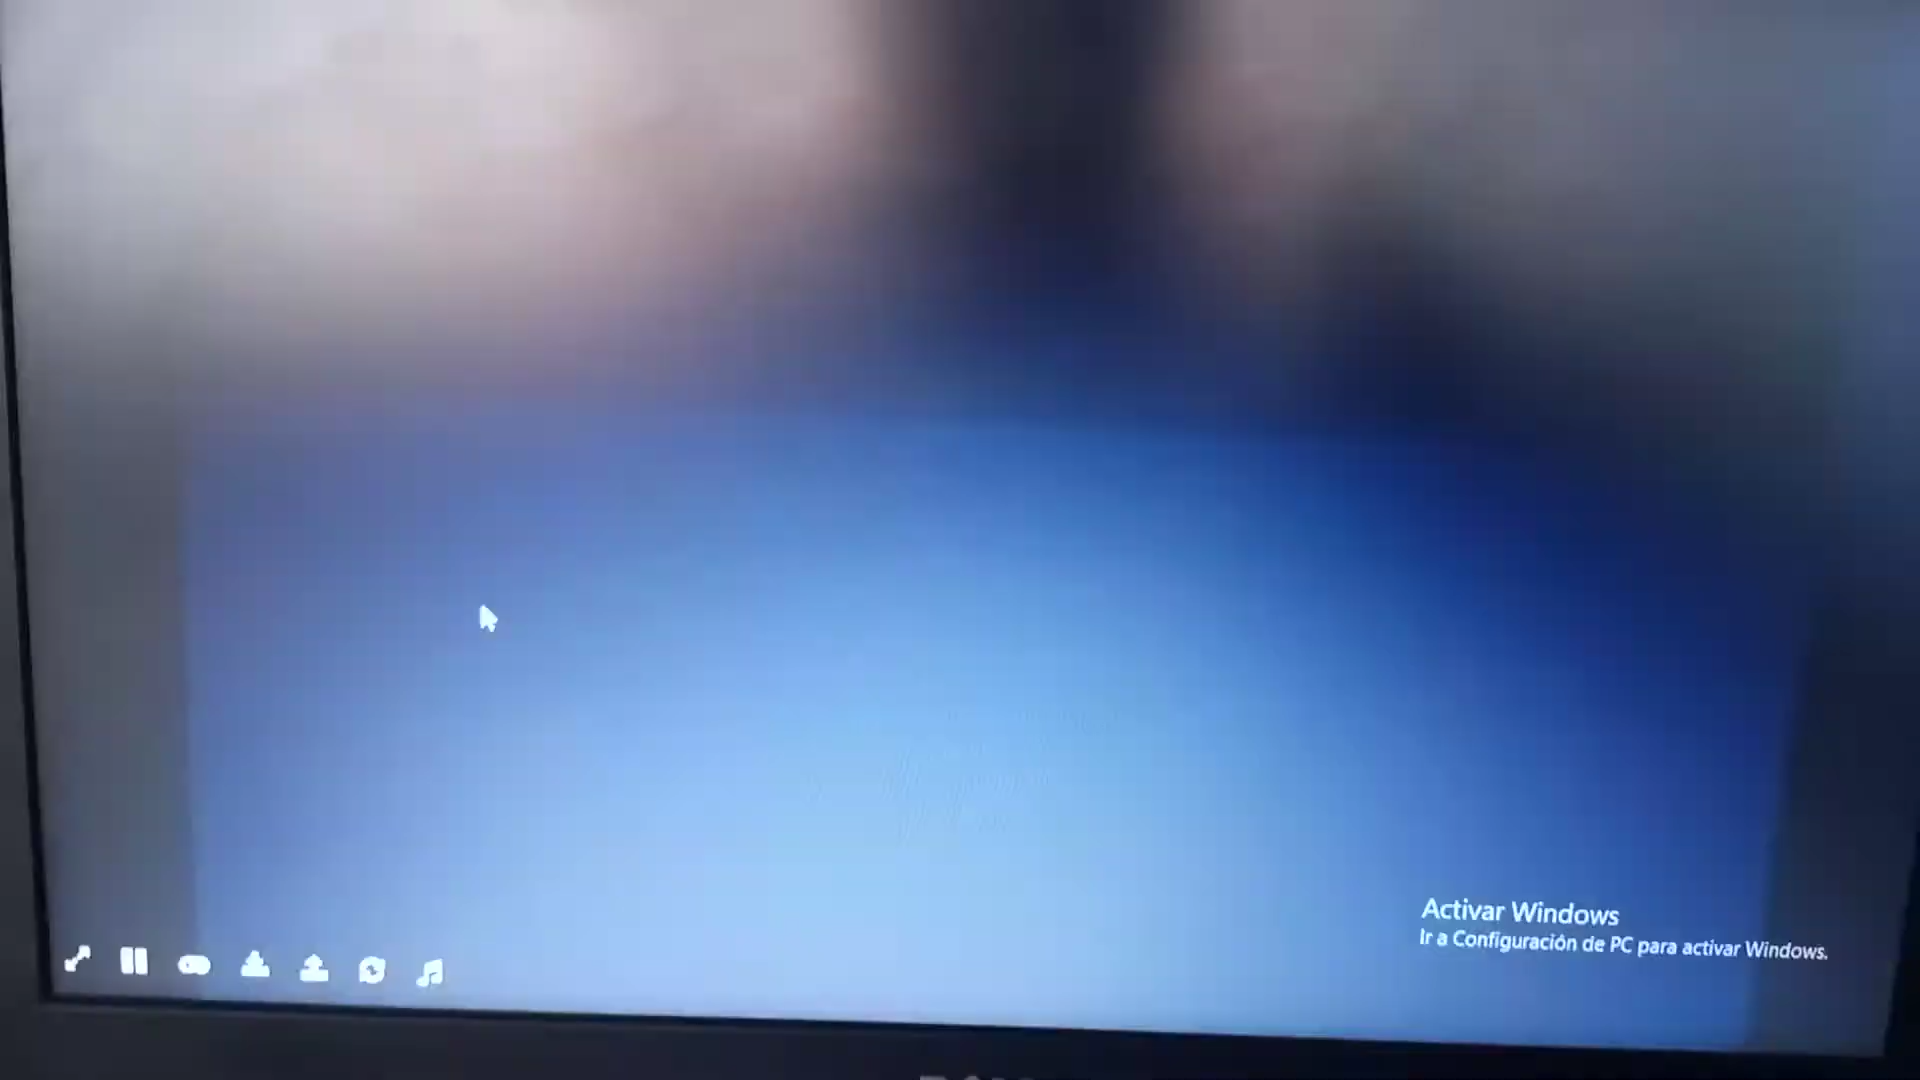 Activar Windows
Ir a Configuración de PC para activar Windows.